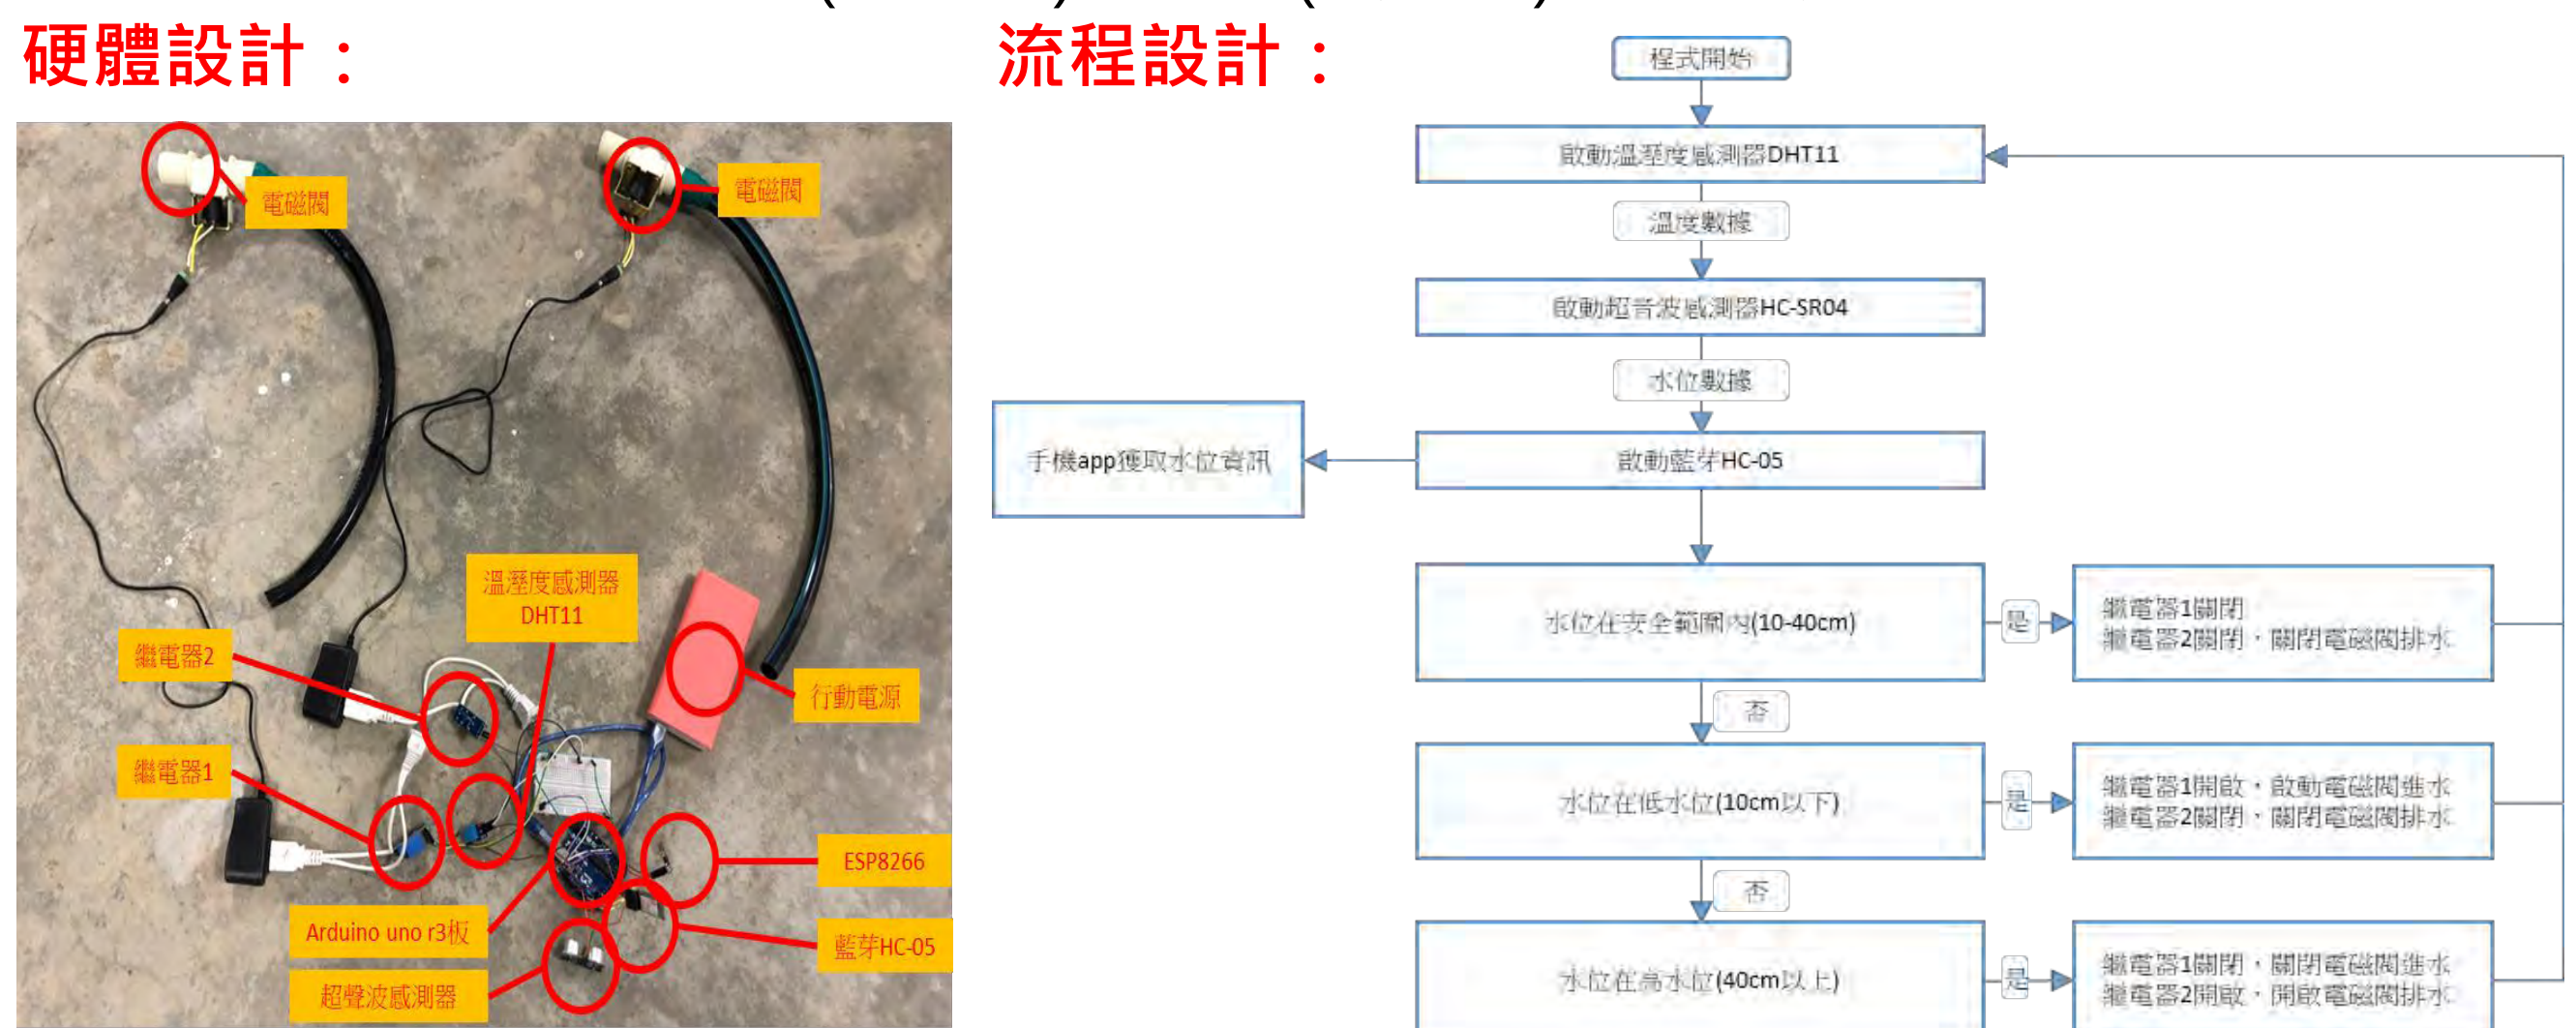 硬體設計：
電磁閥
電磁閥
溫溼度感測器
DHT11
繼電器2
行動電源
繼電器1
ESP8266
Arduino uno r3板
藍芽HC-05
超聲波感測器
流程設計：
程式開始
啟動溫溼度感測器DHT11
溫度數據
啟動超音波感測器HC-SR04
水位數據
手機app獲取水位資訊
啟動藍芽HC-05
水位在安全範圍內(10-40cm)
是
繼電器1關閉
繼電器2關閉，關閉電磁閥排水
否
水位在低水位(10cm以下)
是
繼電器1開啟，啟動電磁閥進水
繼電器2關閉，關閉電磁閥排水
否
水位在高水位(40cm以上)
是
繼電器1關閉，關閉電磁閥進水
繼電器2開啟，開啟電磁閥排水